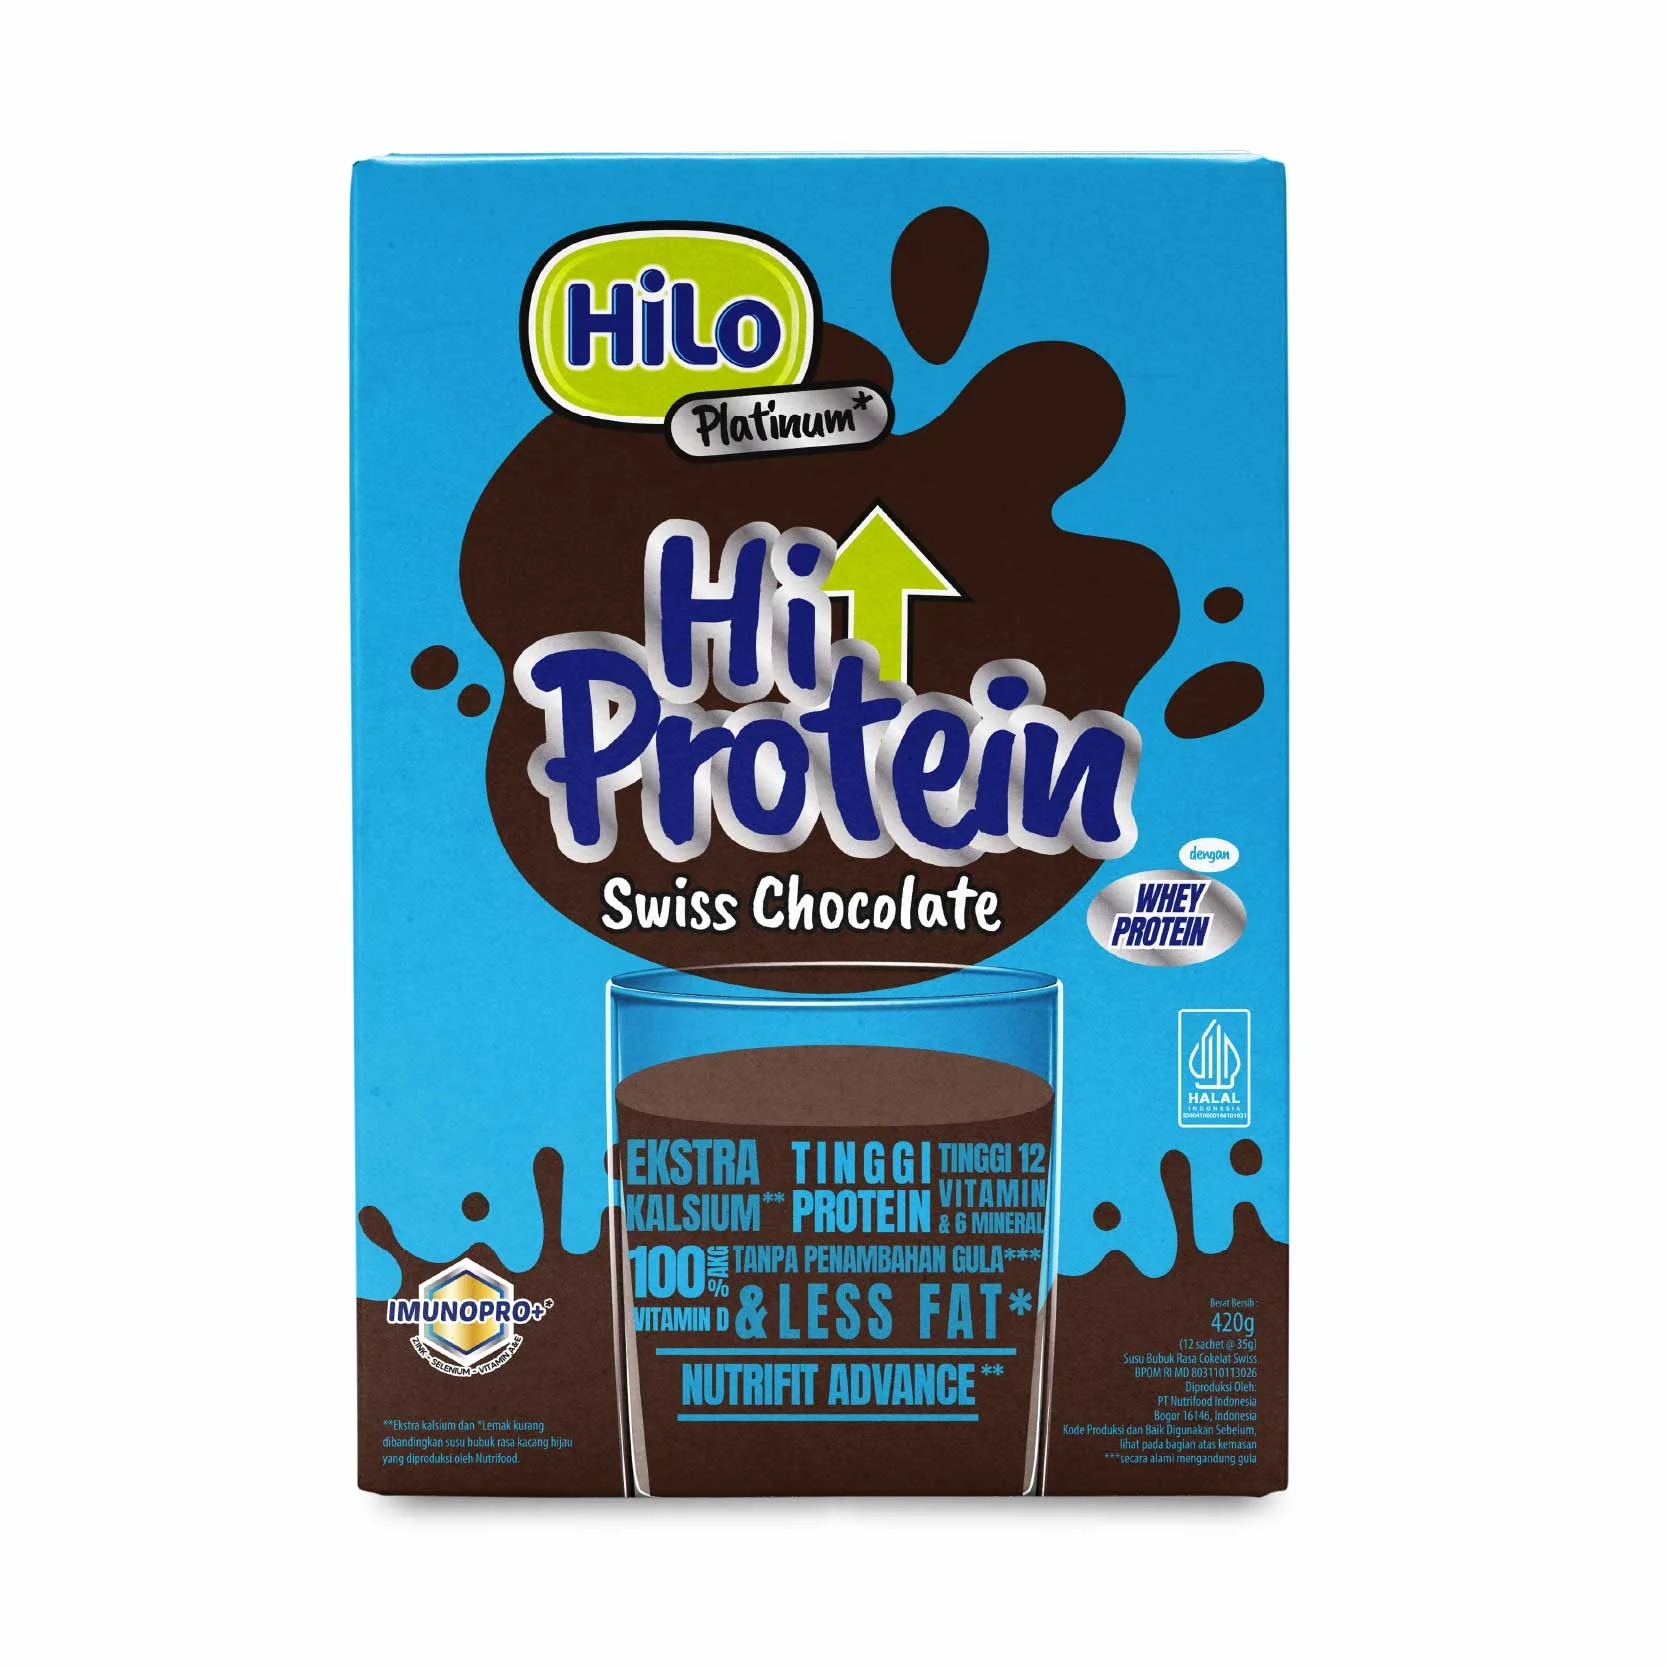 HiLo
Platinum*
Hi
Protein
Swiss Chocolate
dengan
WHEY
PROTEIN
HALAL
INDONESIA
EKSTRA
KALSIUM**
TINGGI
PROTEIN
TINGGI 12
VITAMIN
& 6 MINERAL
100% AKG
VITAMIN D
TANPA PENAMBAHAN GULA***
& LESS FAT*
NUTRIFIT ADVANCE**
IMUNOPRO+*
ZINK - SELENIUM - VITAMIN A&E
**Ekstra kalsium dan *Lemak kurang
dibandingkan susu bubuk rasa kacang hijau
yang diproduksi oleh Nutrifood.
Berat Bersih :
420g
(12 sachet @ 35g)
Susu Bubuk Rasa Cokelat Swiss
BPOM RI MD 803110113026
Diproduksi Oleh:
PT Nutrifood Indonesia
Bogor 16146, Indonesia
Kode Produksi dan Baik Digunakan Sebelum,
lihat pada bagian atas kemasan
***secara alami mengandung gula